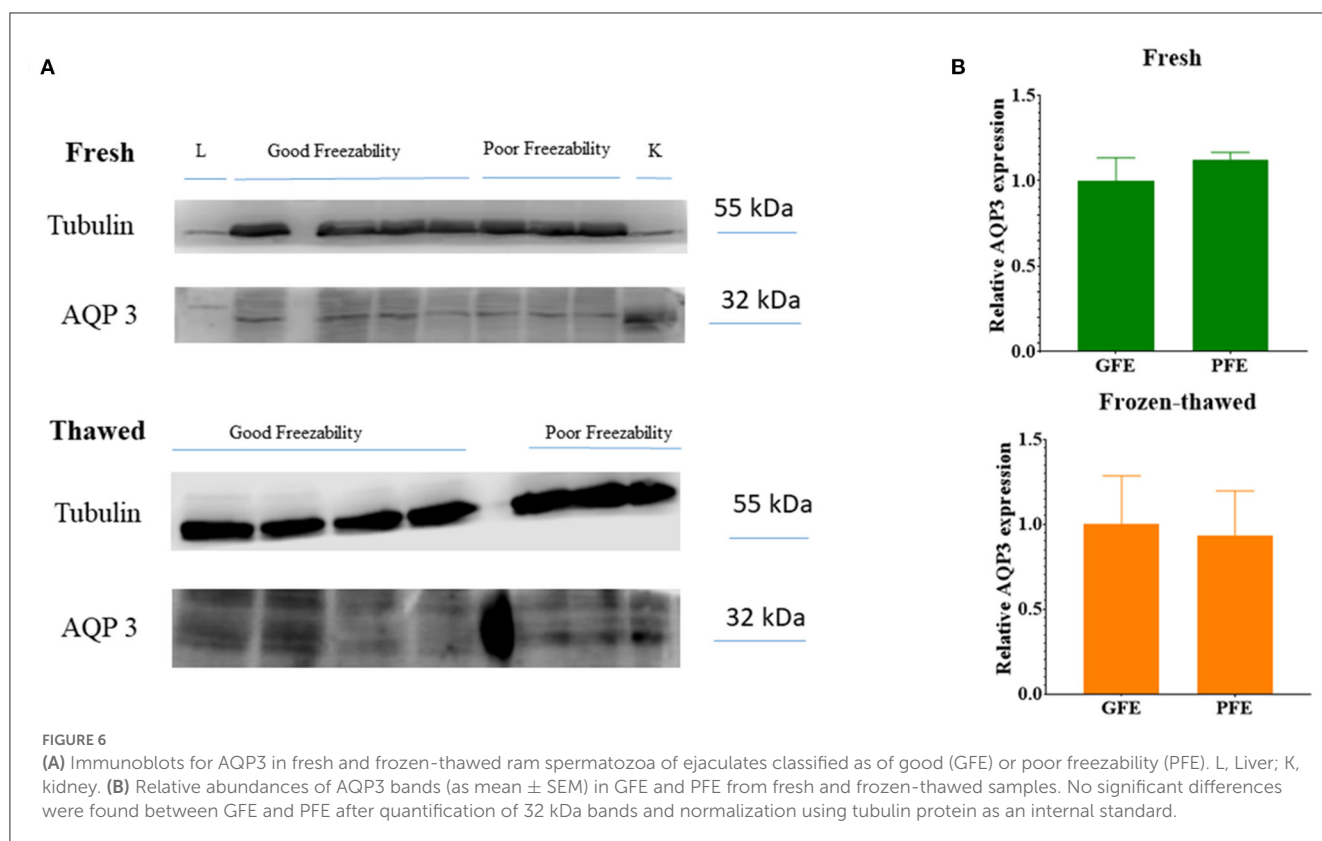 A
Fresh
L Good Freezability Poor Freezability K
Tubulin
55 kDa
AQP 3
32 kDa
Thawed
Good Freezability Poor Freezability
Tubulin
55 kDa
AQP 3
32 kDa
B
Fresh
Relative AQP3 expression
1.5
1.0
0.5
0.0
GFE PFE
Frozen-thawed
Relative AQP3 expression
1.5
1.0
0.5
0.0
GFE PFE
FIGURE 6
(A) Immunoblots for AQP3 in fresh and frozen-thawed ram spermatozoa of ejaculates classified as of good (GFE) or poor freezability (PFE). L, Liver; K,
kidney. (B) Relative abundances of AQP3 bands (as mean ± SEM) in GFE and PFE from fresh and frozen-thawed samples. No significant differences
were found between GFE and PFE after quantification of 32 kDa bands and normalization using tubulin protein as an internal standard.